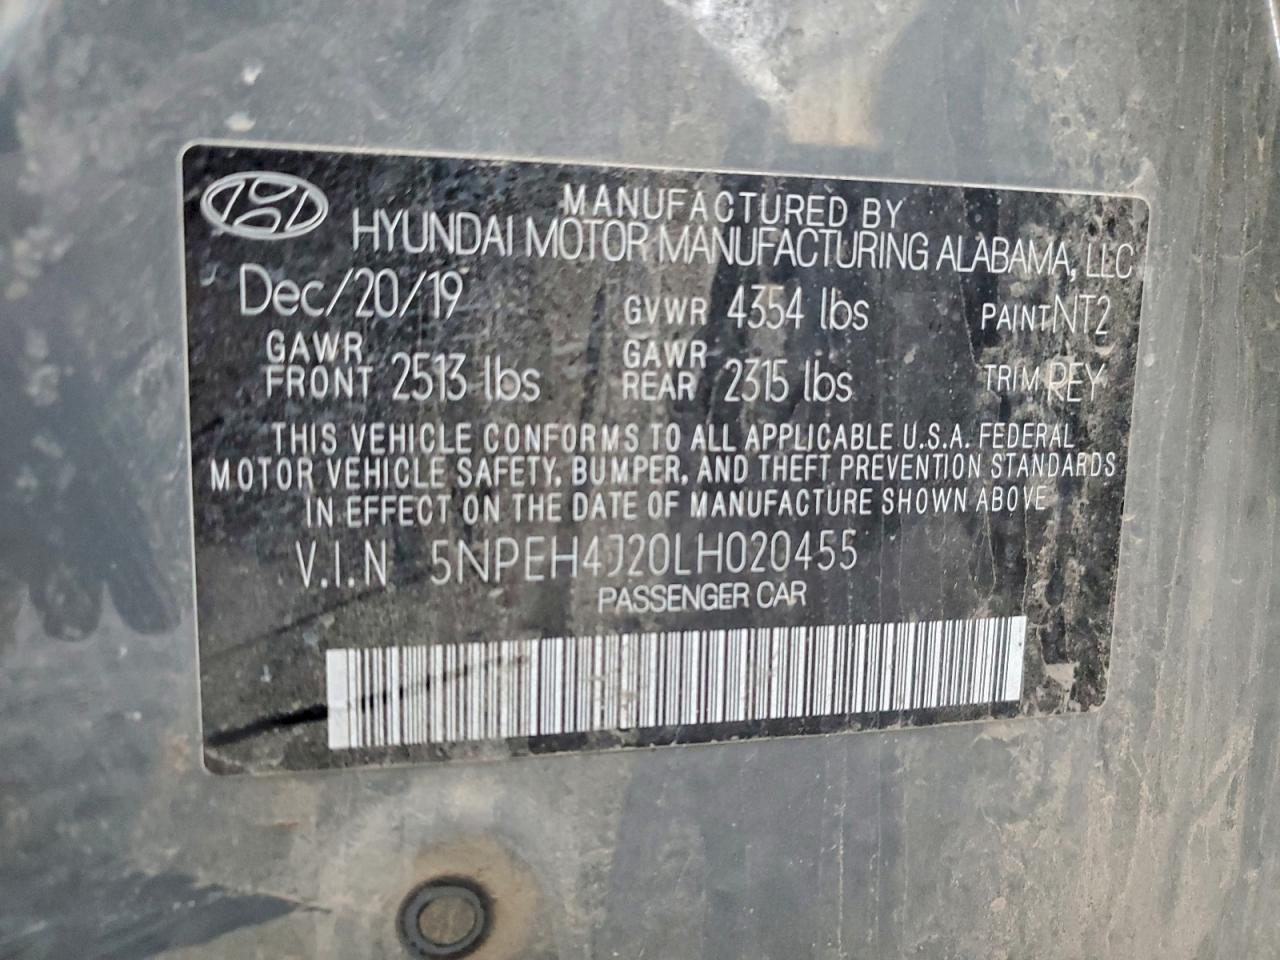 MANUFACTURED BY
HYUNDAI MOTOR MANUFACTURING ALABAMA, LLC
Dec/20/19 GVWR 4354 lbs PAINT NT2
GAWR FRONT 2513 lbs GAWR REAR 2315 lbs TRIM REY
THIS VEHICLE CONFORMS TO ALL APPLICABLE U.S.A. FEDERAL
MOTOR VEHICLE SAFETY, BUMPER, AND THEFT PREVENTION STANDARDS
IN EFFECT ON THE DATE OF MANUFACTURE SHOWN ABOVE
V.I.N 5NPEH4J20LH020455
PASSENGER CAR